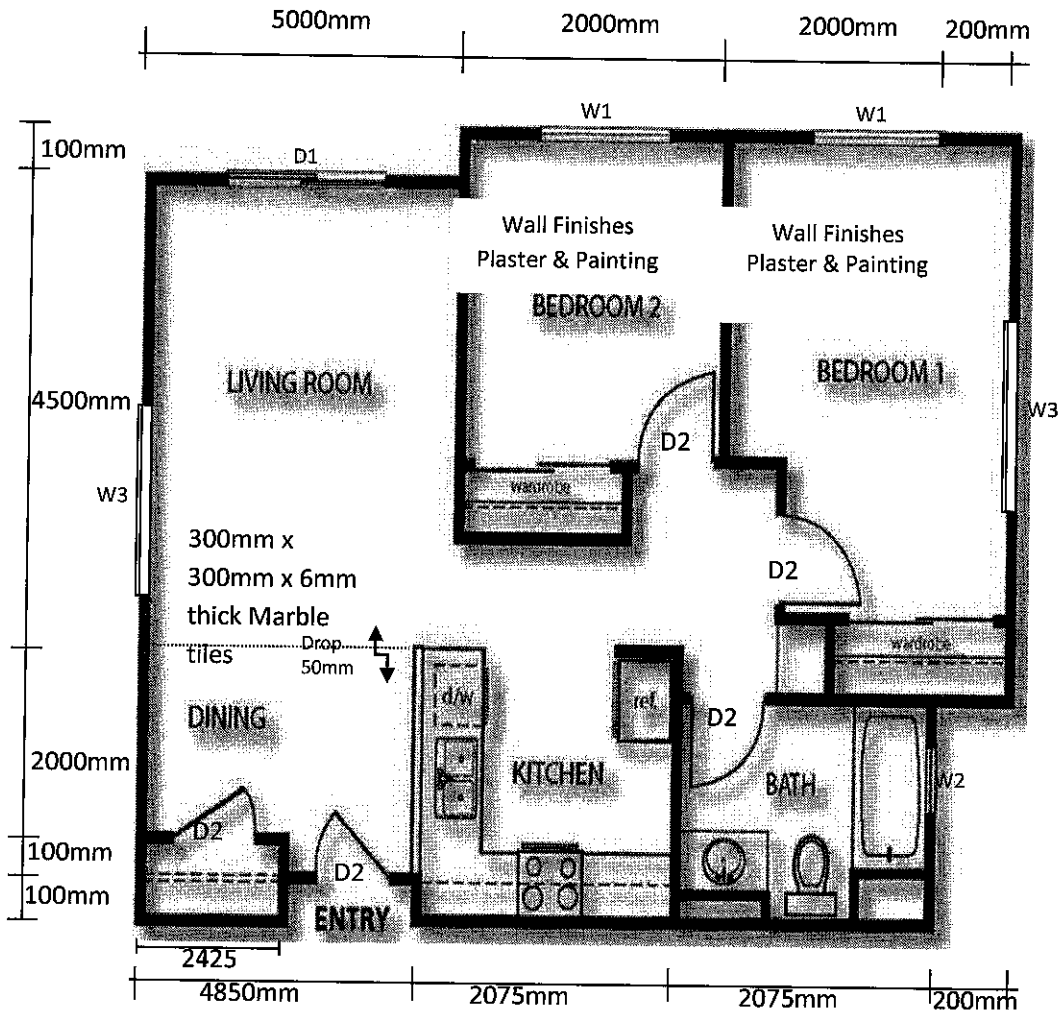 5000mm
2000mm
2000mm
200mm
W1
W1
100mm
D1
Wall Finishes
Plaster & Painting
Wall Finishes
Plaster & Painting
BEDROOM 2
LIVING ROOM
BEDROOM 1
4500mm
W3
D2
wardrobe
W3
300mm x
300mm x 6mm
thick Marble
tiles
D2
Drop
50mm
wardrobe
d/w
ref.
DINING
D2
2000mm
KITCHEN
BATH
W2
D2
100mm
D2
100mm
ENTRY
2425
4850mm
2075mm
2075mm
200mm